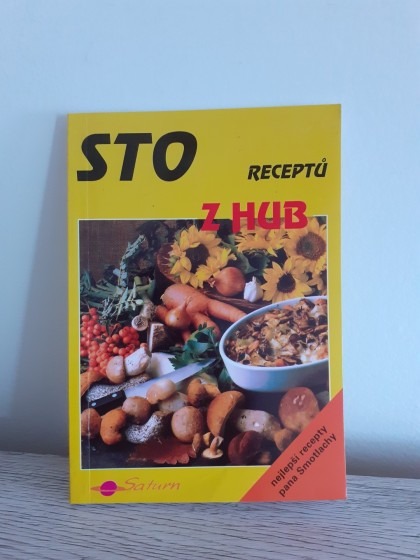 STO
RECEPTŮ
Z HUB
nejlepší recepty
pana Smotlachy
Saturn